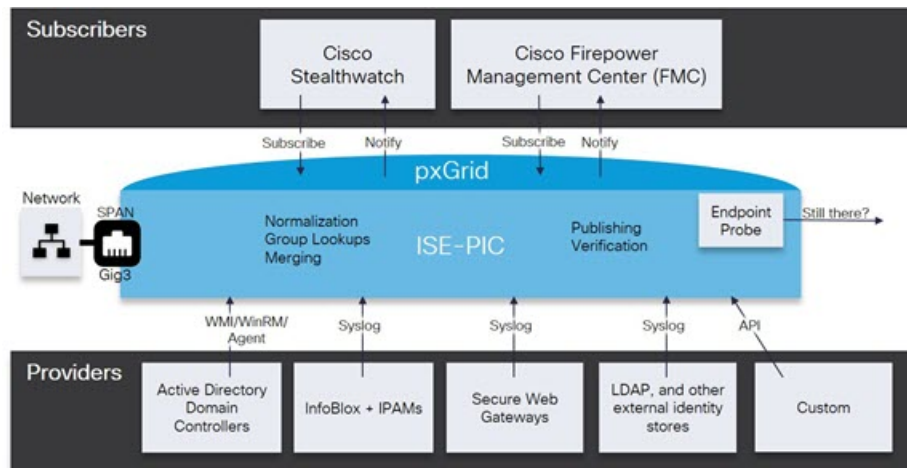 Subscribers
Cisco
Stealthwatch
Cisco Firepower
Management Center (FMC)
Subscribe
Notify
Subscribe
Notify
pxGrid
Network
SPAN
Gig3
Normalization
Group Lookups
Merging
ISE-PIC
Publishing
Verification
Endpoint
Probe
Still there?
WMI/WinRM/
Agent
Syslog
Syslog
Syslog
API
Providers
Active Directory
Domain
Controllers
InfoBlox + IPAMs
Secure Web
Gateways
LDAP, and other
external identity
stores
Custom